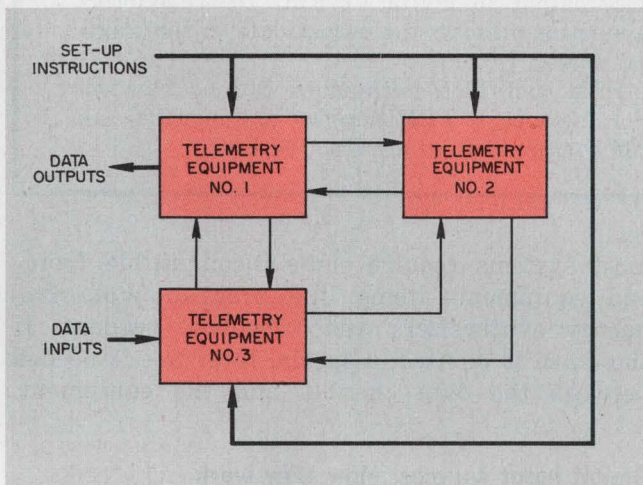 SET-UP
INSTRUCTIONS
TELEMETRY
EQUIPMENT
NO. 1
TELEMETRY
EQUIPMENT
NO. 2
DATA
OUTPUTS
TELEMETRY
EQUIPMENT
NO. 3
DATA
INPUTS